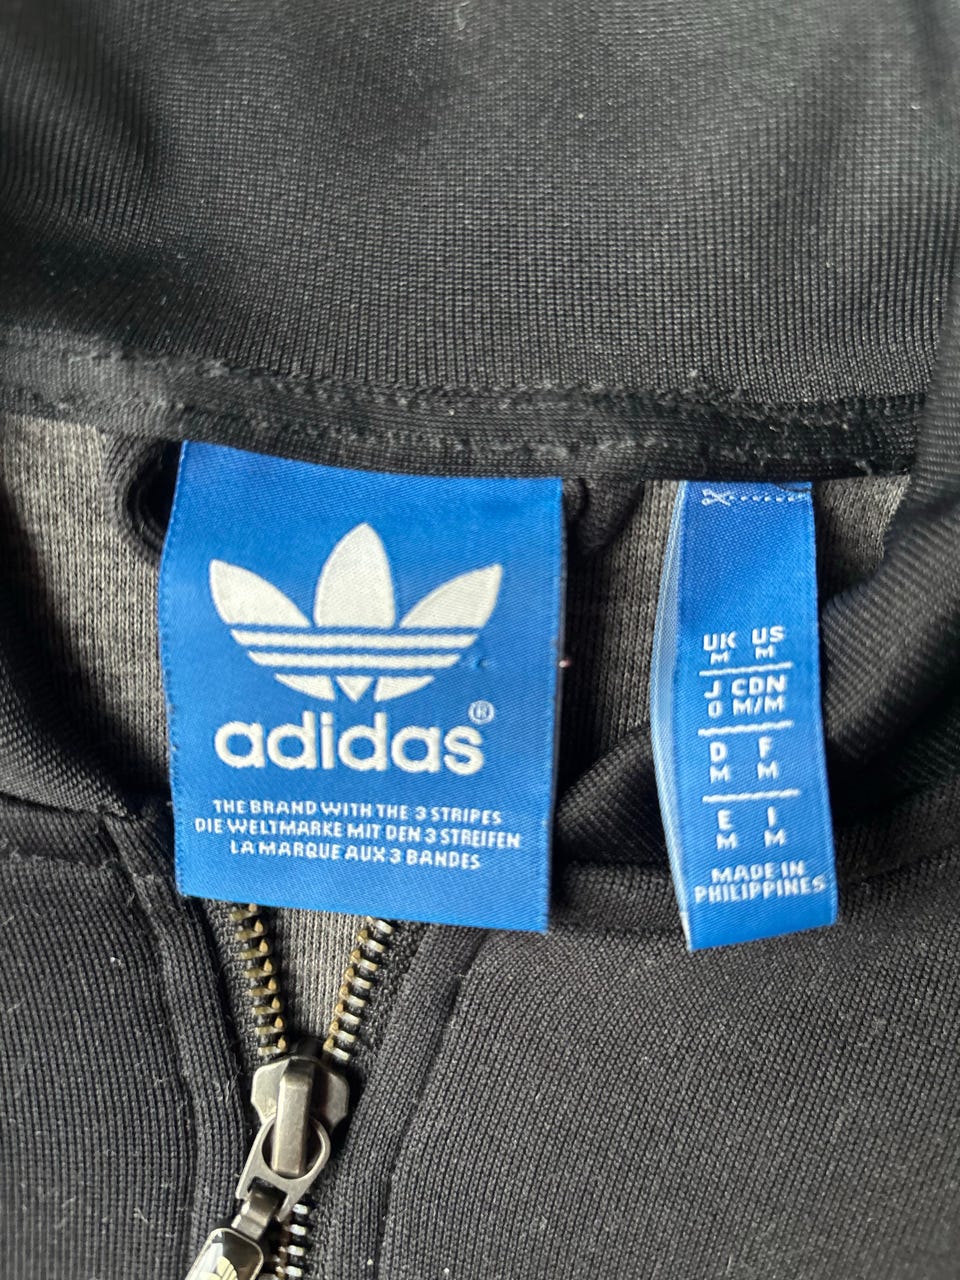 adidas®
THE BRAND WITH THE 3 STRIPES
DIE WELTMARKE MIT DEN 3 STREIFEN
LA MARQUE AUX 3 BANDES
UK US
M M
J CDN
O M/M
D F
M M
E I
M M
MADE IN
PHILIPPINES